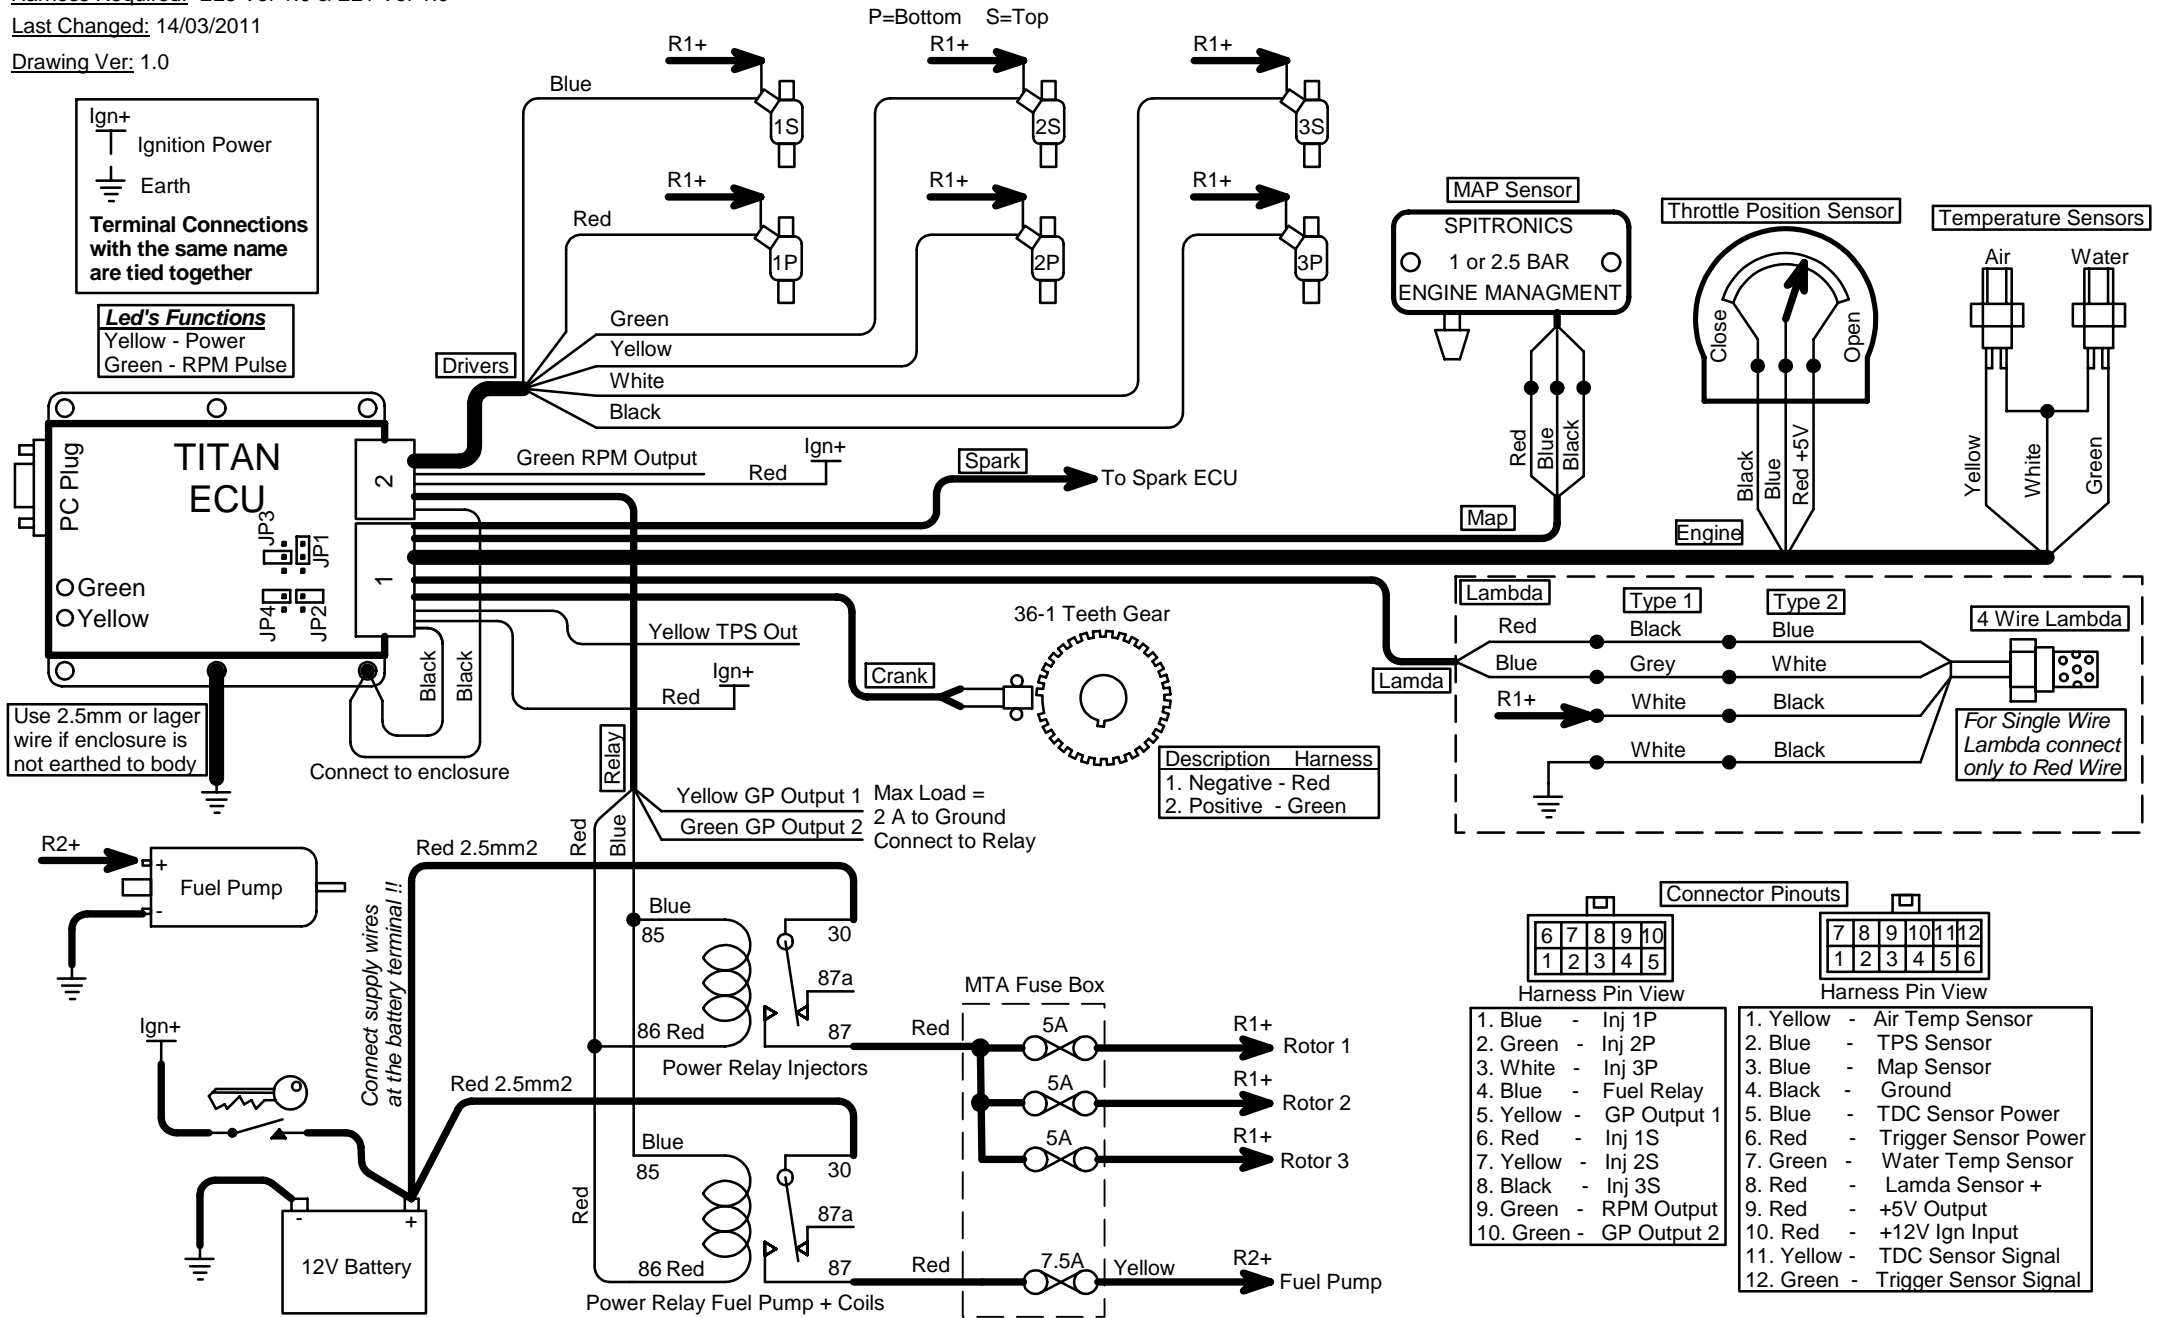 Last Changed: 14/03/2011
Drawing Ver: 1.0
P=Bottom S=Top
Ign+
Ignition Power
Earth
Terminal Connections
with the same name
are tied together
Led's Functions
Yellow - Power
Green - RPM Pulse
R1+
R1+
R1+
Blue
1S
2S
3S
R1+
R1+
R1+
Red
1P
2P
3P
Green
Yellow
White
Black
Drivers
MAP Sensor
SPITRONICS
1 or 2.5 BAR
ENGINE MANAGMENT
Red
Blue
Black
Map
Throttle Position Sensor
Close
Open
Black
Blue
Red +5V
Engine
Temperature Sensors
Air
Water
Yellow
White
Green
PC Plug
TITAN
ECU
JP3
JP1
JP4
JP2
Green
Yellow
2
1
Green RPM Output
Red
Ign+
Spark
To Spark ECU
Yellow TPS Out
Red
Ign+
Black
Black
Connect to enclosure
Use 2.5mm or lager
wire if enclosure is
not earthed to body
Crank
36-1 Teeth Gear
Description Harness
1. Negative - Red
2. Positive - Green
Lamda
Lambda
Type 1
Type 2
4 Wire Lambda
Red
Black
Blue
Blue
Grey
White
R1+
White
Black
White
Black
For Single Wire
Lambda connect
only to Red Wire
Relay
Yellow GP Output 1
Green GP Output 2
Max Load =
2 A to Ground
Connect to Relay
Red
Blue
R2+
+
-
Fuel Pump
Red 2.5mm2
Connect supply wires
at the battery terminal !!
Blue
85
30
87a
86 Red
87
Power Relay Injectors
Red
MTA Fuse Box
5A
R1+
Rotor 1
5A
R1+
Rotor 2
5A
R1+
Rotor 3
Ign+
Red 2.5mm2
-
+
12V Battery
Red
Blue
85
30
87a
86 Red
87
Power Relay Fuel Pump + Coils
Red
7.5A
Yellow
R2+
Fuel Pump
Connector Pinouts
6 7 8 9 10
1 2 3 4 5
Harness Pin View
1. Blue - Inj 1P
2. Green - Inj 2P
3. White - Inj 3P
4. Blue - Fuel Relay
5. Yellow - GP Output 1
6. Red - Inj 1S
7. Yellow - Inj 2S
8. Black - Inj 3S
9. Green - RPM Output
10. Green - GP Output 2
7 8 9 10 11 12
1 2 3 4 5 6
Harness Pin View
1. Yellow - Air Temp Sensor
2. Blue - TPS Sensor
3. Blue - Map Sensor
4. Black - Ground
5. Blue - TDC Sensor Power
6. Red - Trigger Sensor Power
7. Green - Water Temp Sensor
8. Red - Lamda Sensor +
9. Red - +5V Output
10. Red - +12V Ign Input
11. Yellow - TDC Sensor Signal
12. Green - Trigger Sensor Signal